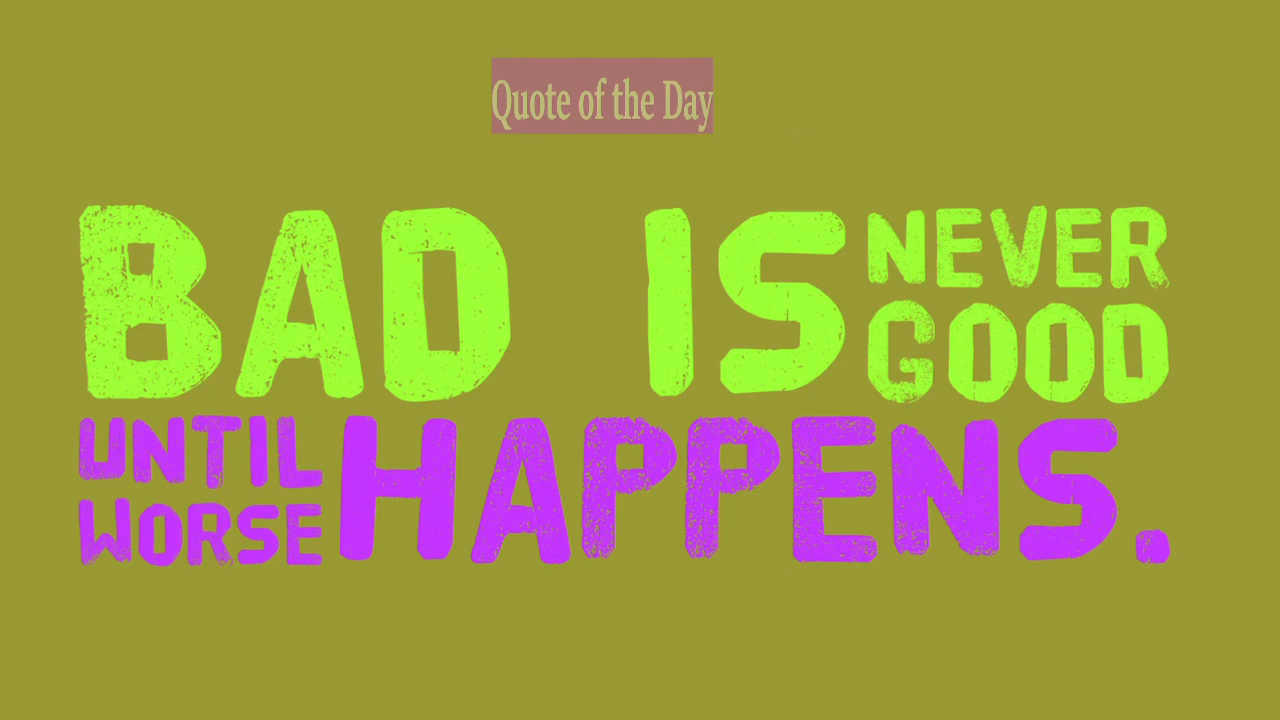 Quote of the Day
BAD IS NEVER GOOD
UNTIL WORSE HAPPENS.